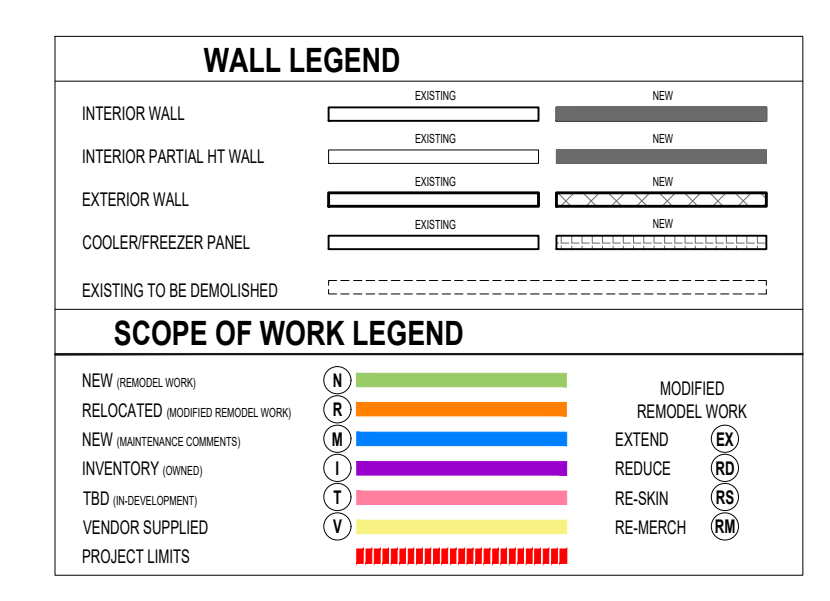 WALL LEGEND
EXISTING NEW
INTERIOR WALL
EXISTING NEW
INTERIOR PARTIAL HT WALL
EXISTING NEW
EXTERIOR WALL
EXISTING NEW
COOLER/FREEZER PANEL
EXISTING TO BE DEMOLISHED
SCOPE OF WORK LEGEND
NEW (REMODEL WORK) N
RELOCATED (MODIFIED REMODEL WORK) R
NEW (MAINTENANCE COMMENTS) M
INVENTORY (OWNED) I
TBD (IN-DEVELOPMENT) T
VENDOR SUPPLIED V
PROJECT LIMITS
MODIFIED
REMODEL WORK
EXTEND EX
REDUCE RD
RE-SKIN RS
RE-MERCH RM